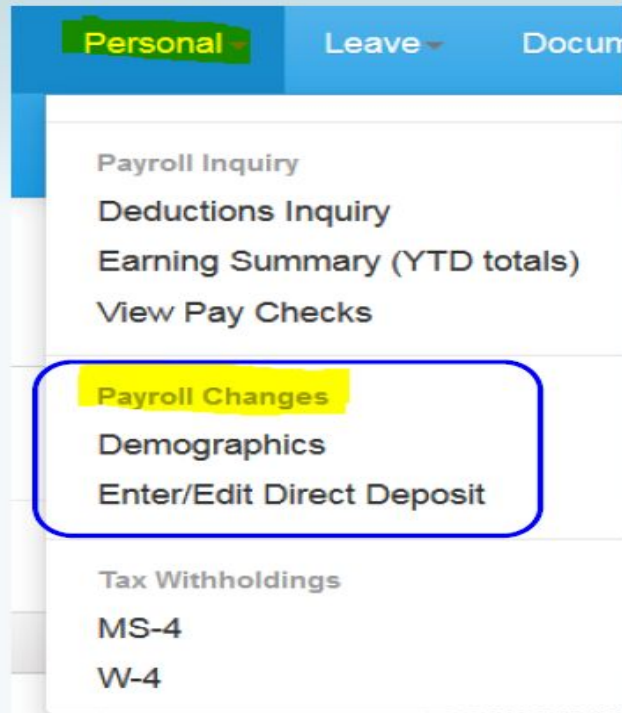 Personal Leave
Payroll Inquiry
Deductions Inquiry
Earning Summary (YTD totals)
View Pay Checks
Payroll Changes
Demographics
Enter/Edit Direct Deposit
Tax Withholdings
MS-4
W-4